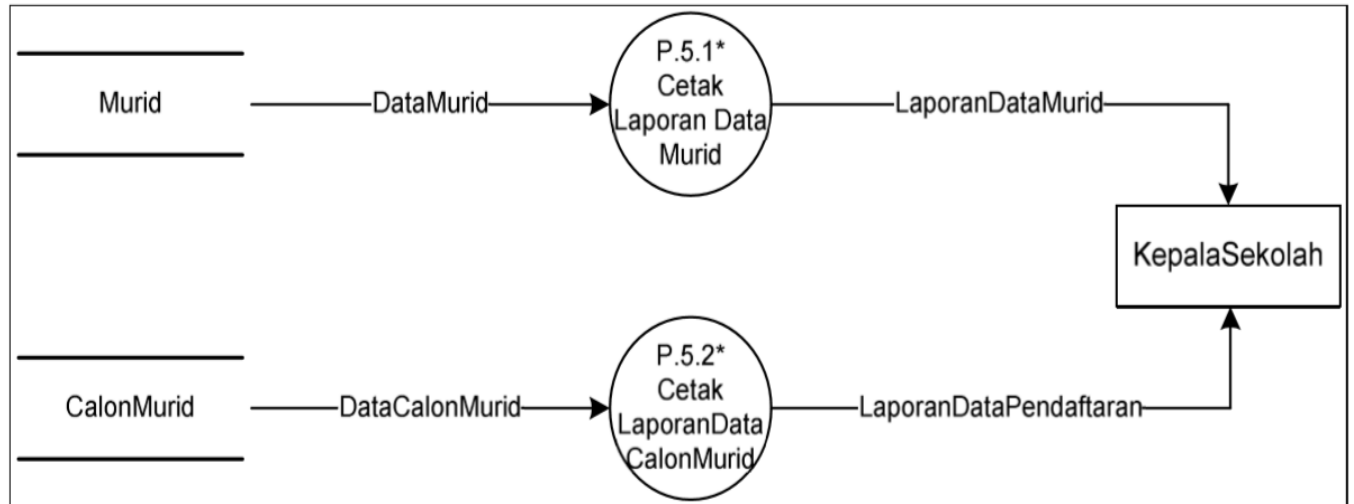 Murid
DataMurid
P.5.1*
Cetak
Laporan Data
Murid
LaporanDataMurid
KepalaSekolah
CalonMurid
DataCalonMurid
P.5.2*
Cetak
LaporanData
CalonMurid
LaporanDataPendaftaran